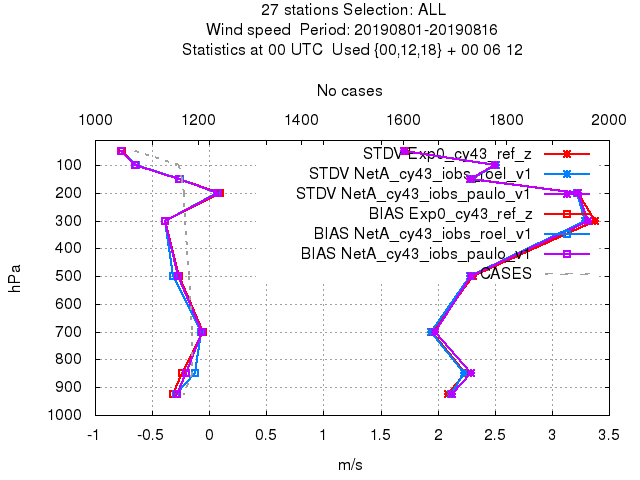 27 stations Selection: ALL
Wind speed  Period: 20190801-20190816
Statistics at 00 UTC  Used {00,12,18} + 00 06 12
No cases
1000 1200 1400 1600 1800 2000
STDV Exp0_cy43_ref_z
STDV NetA_cy43_iobs_roel_v1
STDV NetA_cy43_iobs_paulo_v1
BIAS Exp0_cy43_ref_z
BIAS NetA_cy43_iobs_roel_v1
BIAS NetA_cy43_iobs_paulo_v1
CASES
100
200
300
400
500
600
700
800
900
1000
hPa
-1 -0.5 0 0.5 1 1.5 2 2.5 3 3.5
m/s